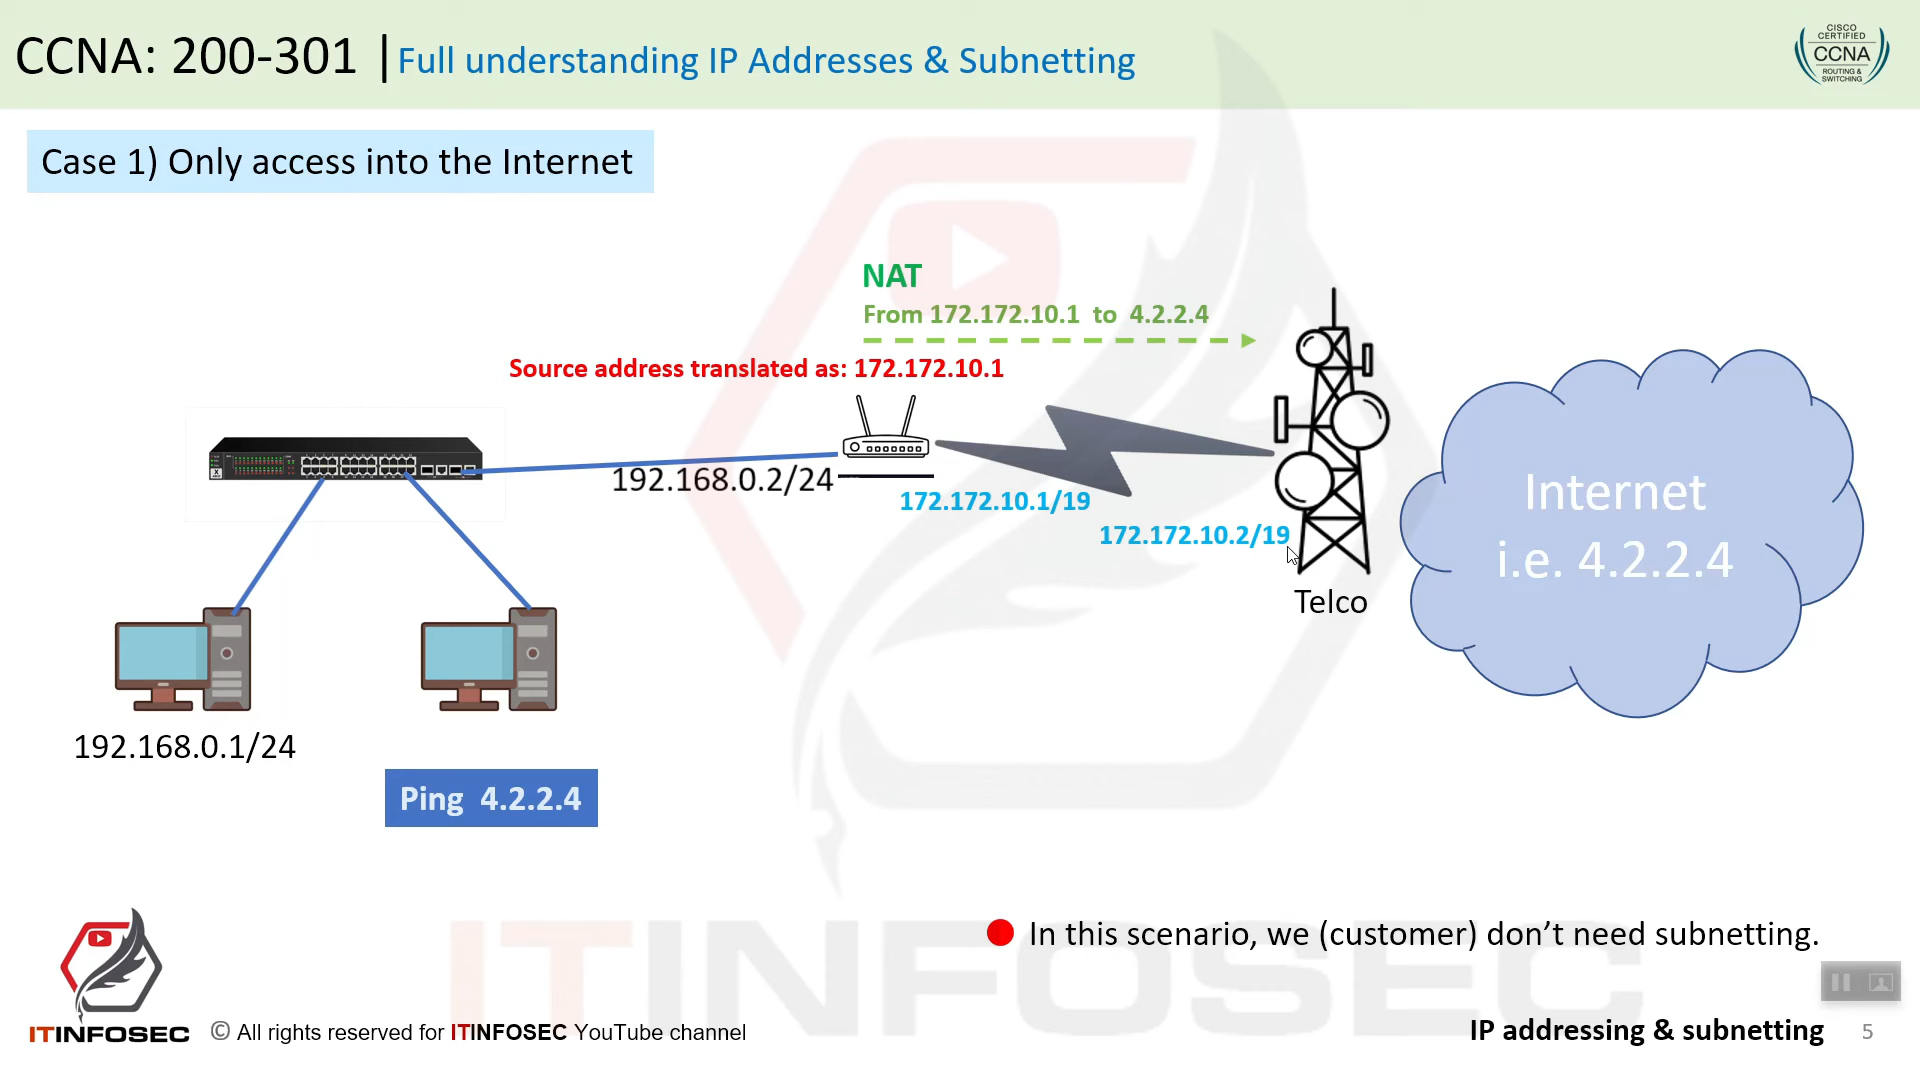 CCNA: 200-301 | Full understanding IP Addresses & Subnetting
CISCO
CERTIFIED
CCNA
ROUTING &
SWITCHING
Case 1) Only access into the Internet
NAT
From 172.172.10.1 to 4.2.2.4
Source address translated as: 172.172.10.1
192.168.0.2/24
172.172.10.1/19
172.172.10.2/19
Internet
i.e. 4.2.2.4
Telco
192.168.0.1/24
Ping 4.2.2.4
In this scenario, we (customer) don’t need subnetting.
ITINFOSEC
ITINFOSEC
© All rights reserved for ITINFOSEC YouTube channel
IP addressing & subnetting
5